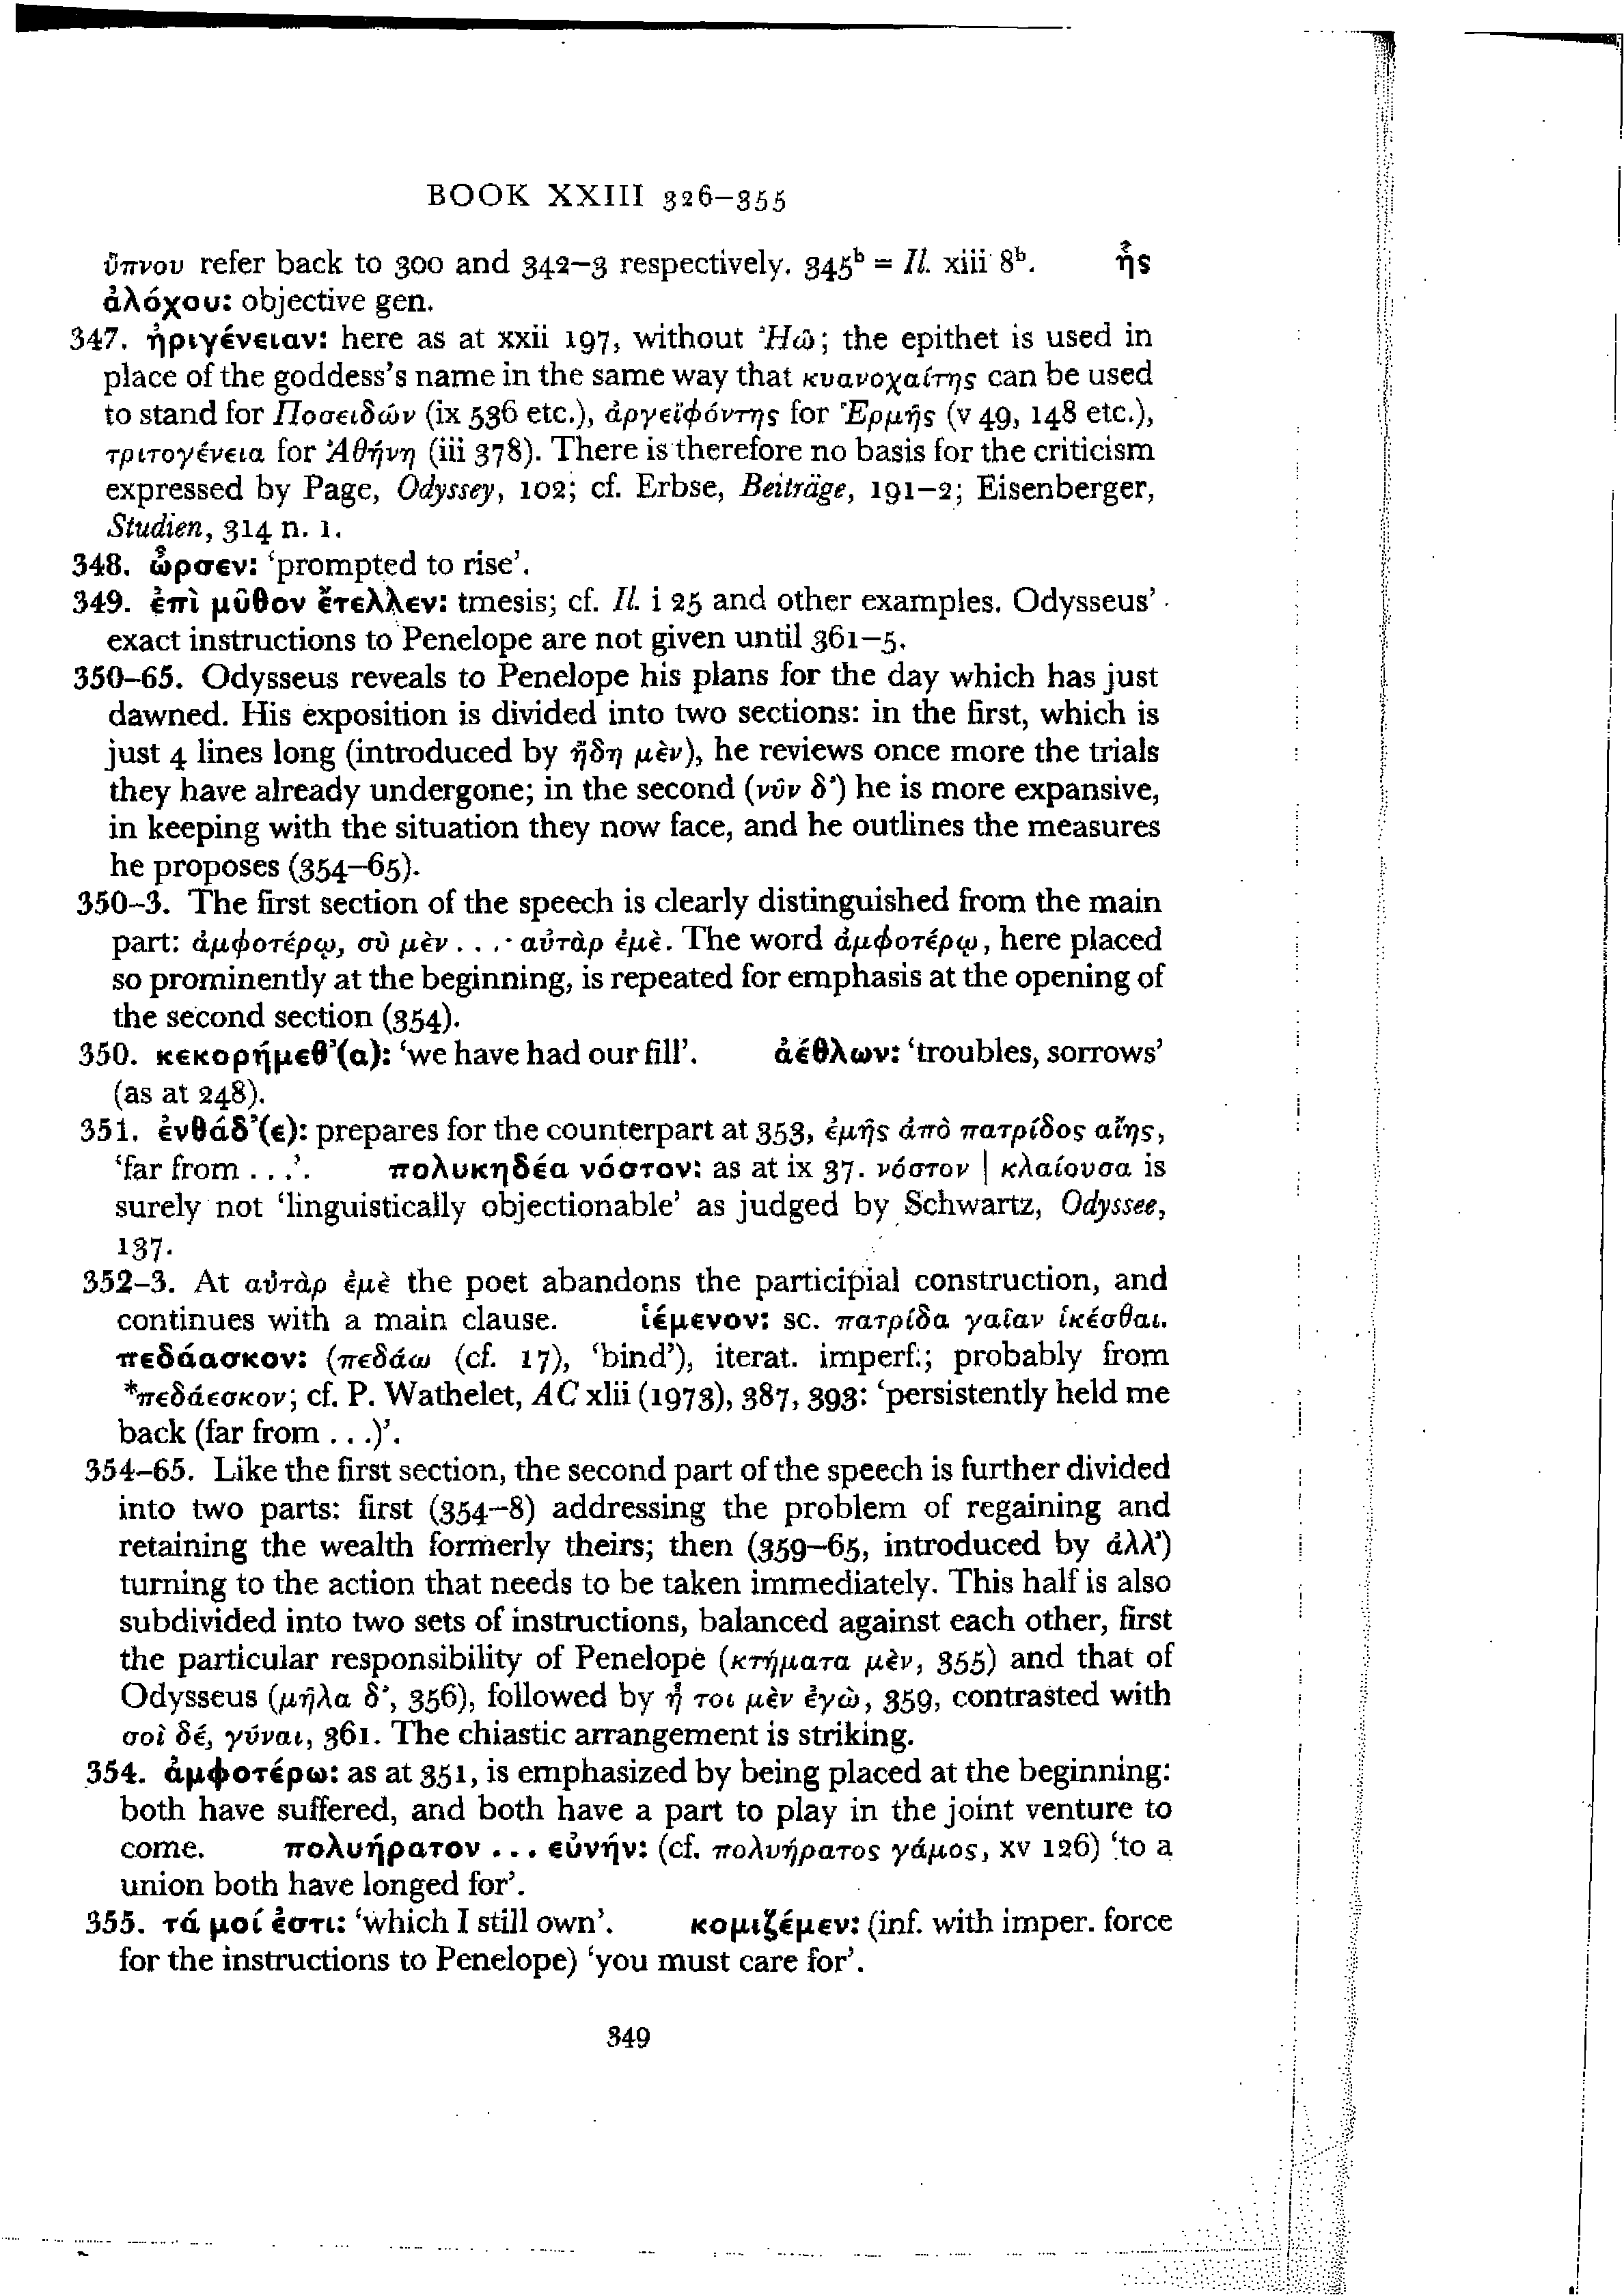 BOOK XXIII 326–355
ὕπνου refer back to 300 and 342–3 respectively. 345ᵇ = Il. xiii 8ᵇ. ἧς
ἀλόχου: objective gen.
347. ἠριγένειαν: here as at xxii 197, without Ἠῶ; the epithet is used in
place of the goddess's name in the same way that κυανοχαίτης can be used
to stand for Ποσειδών (ix 536 etc.), ἀργεϊφόντης for Ἑρμῆς (v 49, 148 etc.),
τριτογένεια for Ἀθήνη (iii 378). There is therefore no basis for the criticism
expressed by Page, Odyssey, 102; cf. Erbse, Beiträge, 191–2; Eisenberger,
Studien, 314 n. 1.
348. ὦρσεν: 'prompted to rise'.
349. ἐπὶ μῦθον ἔτελλεν: tmesis; cf. Il. i 25 and other examples. Odysseus'
exact instructions to Penelope are not given until 361–5.
350–65. Odysseus reveals to Penelope his plans for the day which has just
dawned. His exposition is divided into two sections: in the first, which is
just 4 lines long (introduced by ἤδη μὲν), he reviews once more the trials
they have already undergone; in the second (νῦν δ') he is more expansive,
in keeping with the situation they now face, and he outlines the measures
he proposes (354–65).
350–3. The first section of the speech is clearly distinguished from the main
part: ἀμφοτέρῳ, σὺ μὲν . . .· αὐτὰρ ἐμὲ. The word ἀμφοτέρῳ, here placed
so prominently at the beginning, is repeated for emphasis at the opening of
the second section (354).
350. κεκορήμεθ'(α): 'we have had our fill'. ἀέθλων: 'troubles, sorrows'
(as at 248).
351. ἐνθάδ'(ε): prepares for the counterpart at 353, ἐμῆς ἀπὸ πατρίδος αἴης,
'far from . . .'. πολυκηδέα νόστον: as at ix 37. νόστον | κλαίουσα is
surely not 'linguistically objectionable' as judged by Schwartz, Odyssee,
137.
352–3. At αὐτὰρ ἐμὲ the poet abandons the participial construction, and
continues with a main clause. ἱέμενον: sc. πατρίδα γαῖαν ἱκέσθαι.
πεδάασκον: (πεδάω (cf. 17), 'bind'), iterat. imperf.; probably from
*πεδάεσκον; cf. P. Wathelet, AC xlii (1973), 387, 393: 'persistently held me
back (far from . . .)'.
354–65. Like the first section, the second part of the speech is further divided
into two parts: first (354–8) addressing the problem of regaining and
retaining the wealth formerly theirs; then (359–65, introduced by ἀλλ')
turning to the action that needs to be taken immediately. This half is also
subdivided into two sets of instructions, balanced against each other, first
the particular responsibility of Penelope (κτήματα μὲν, 355) and that of
Odysseus (μῆλα δ', 356), followed by ἦ τοι μὲν ἐγὼ, 359, contrasted with
σοὶ δέ, γύναι, 361. The chiastic arrangement is striking.
354. ἀμφοτέρω: as at 351, is emphasized by being placed at the beginning:
both have suffered, and both have a part to play in the joint venture to
come. πολυήρατον . . . εὐνήν: (cf. πολυήρατος γάμος, xv 126) 'to a
union both have longed for'.
355. τά μοί ἐστι: 'which I still own'. κομιζέμεν: (inf. with imper. force
for the instructions to Penelope) 'you must care for'.
349